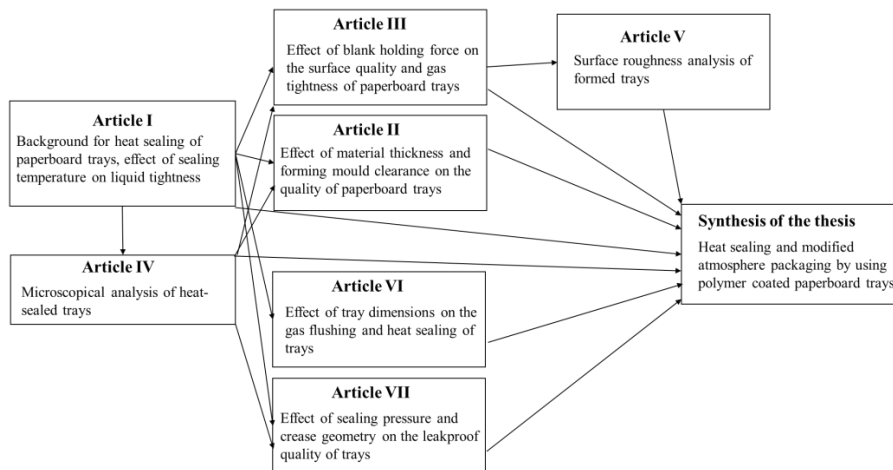 Article III
Effect of blank holding force on
the surface quality and gas
tightness of paperboard trays
Article V
Surface roughness analysis of
formed trays
Article I
Background for heat sealing of
paperboard trays, effect of sealing
temperature on liquid tightness
Article II
Effect of material thickness and
forming mould clearance on the
quality of paperboard trays
Synthesis of the thesis
Heat sealing and modified
atmosphere packaging by using
polymer coated paperboard trays
Article IV
Microscopical analysis of heat-
sealed trays
Article VI
Effect of tray dimensions on the
gas flushing and heat sealing of
trays
Article VII
Effect of sealing pressure and
crease geometry on the leakproof
quality of trays